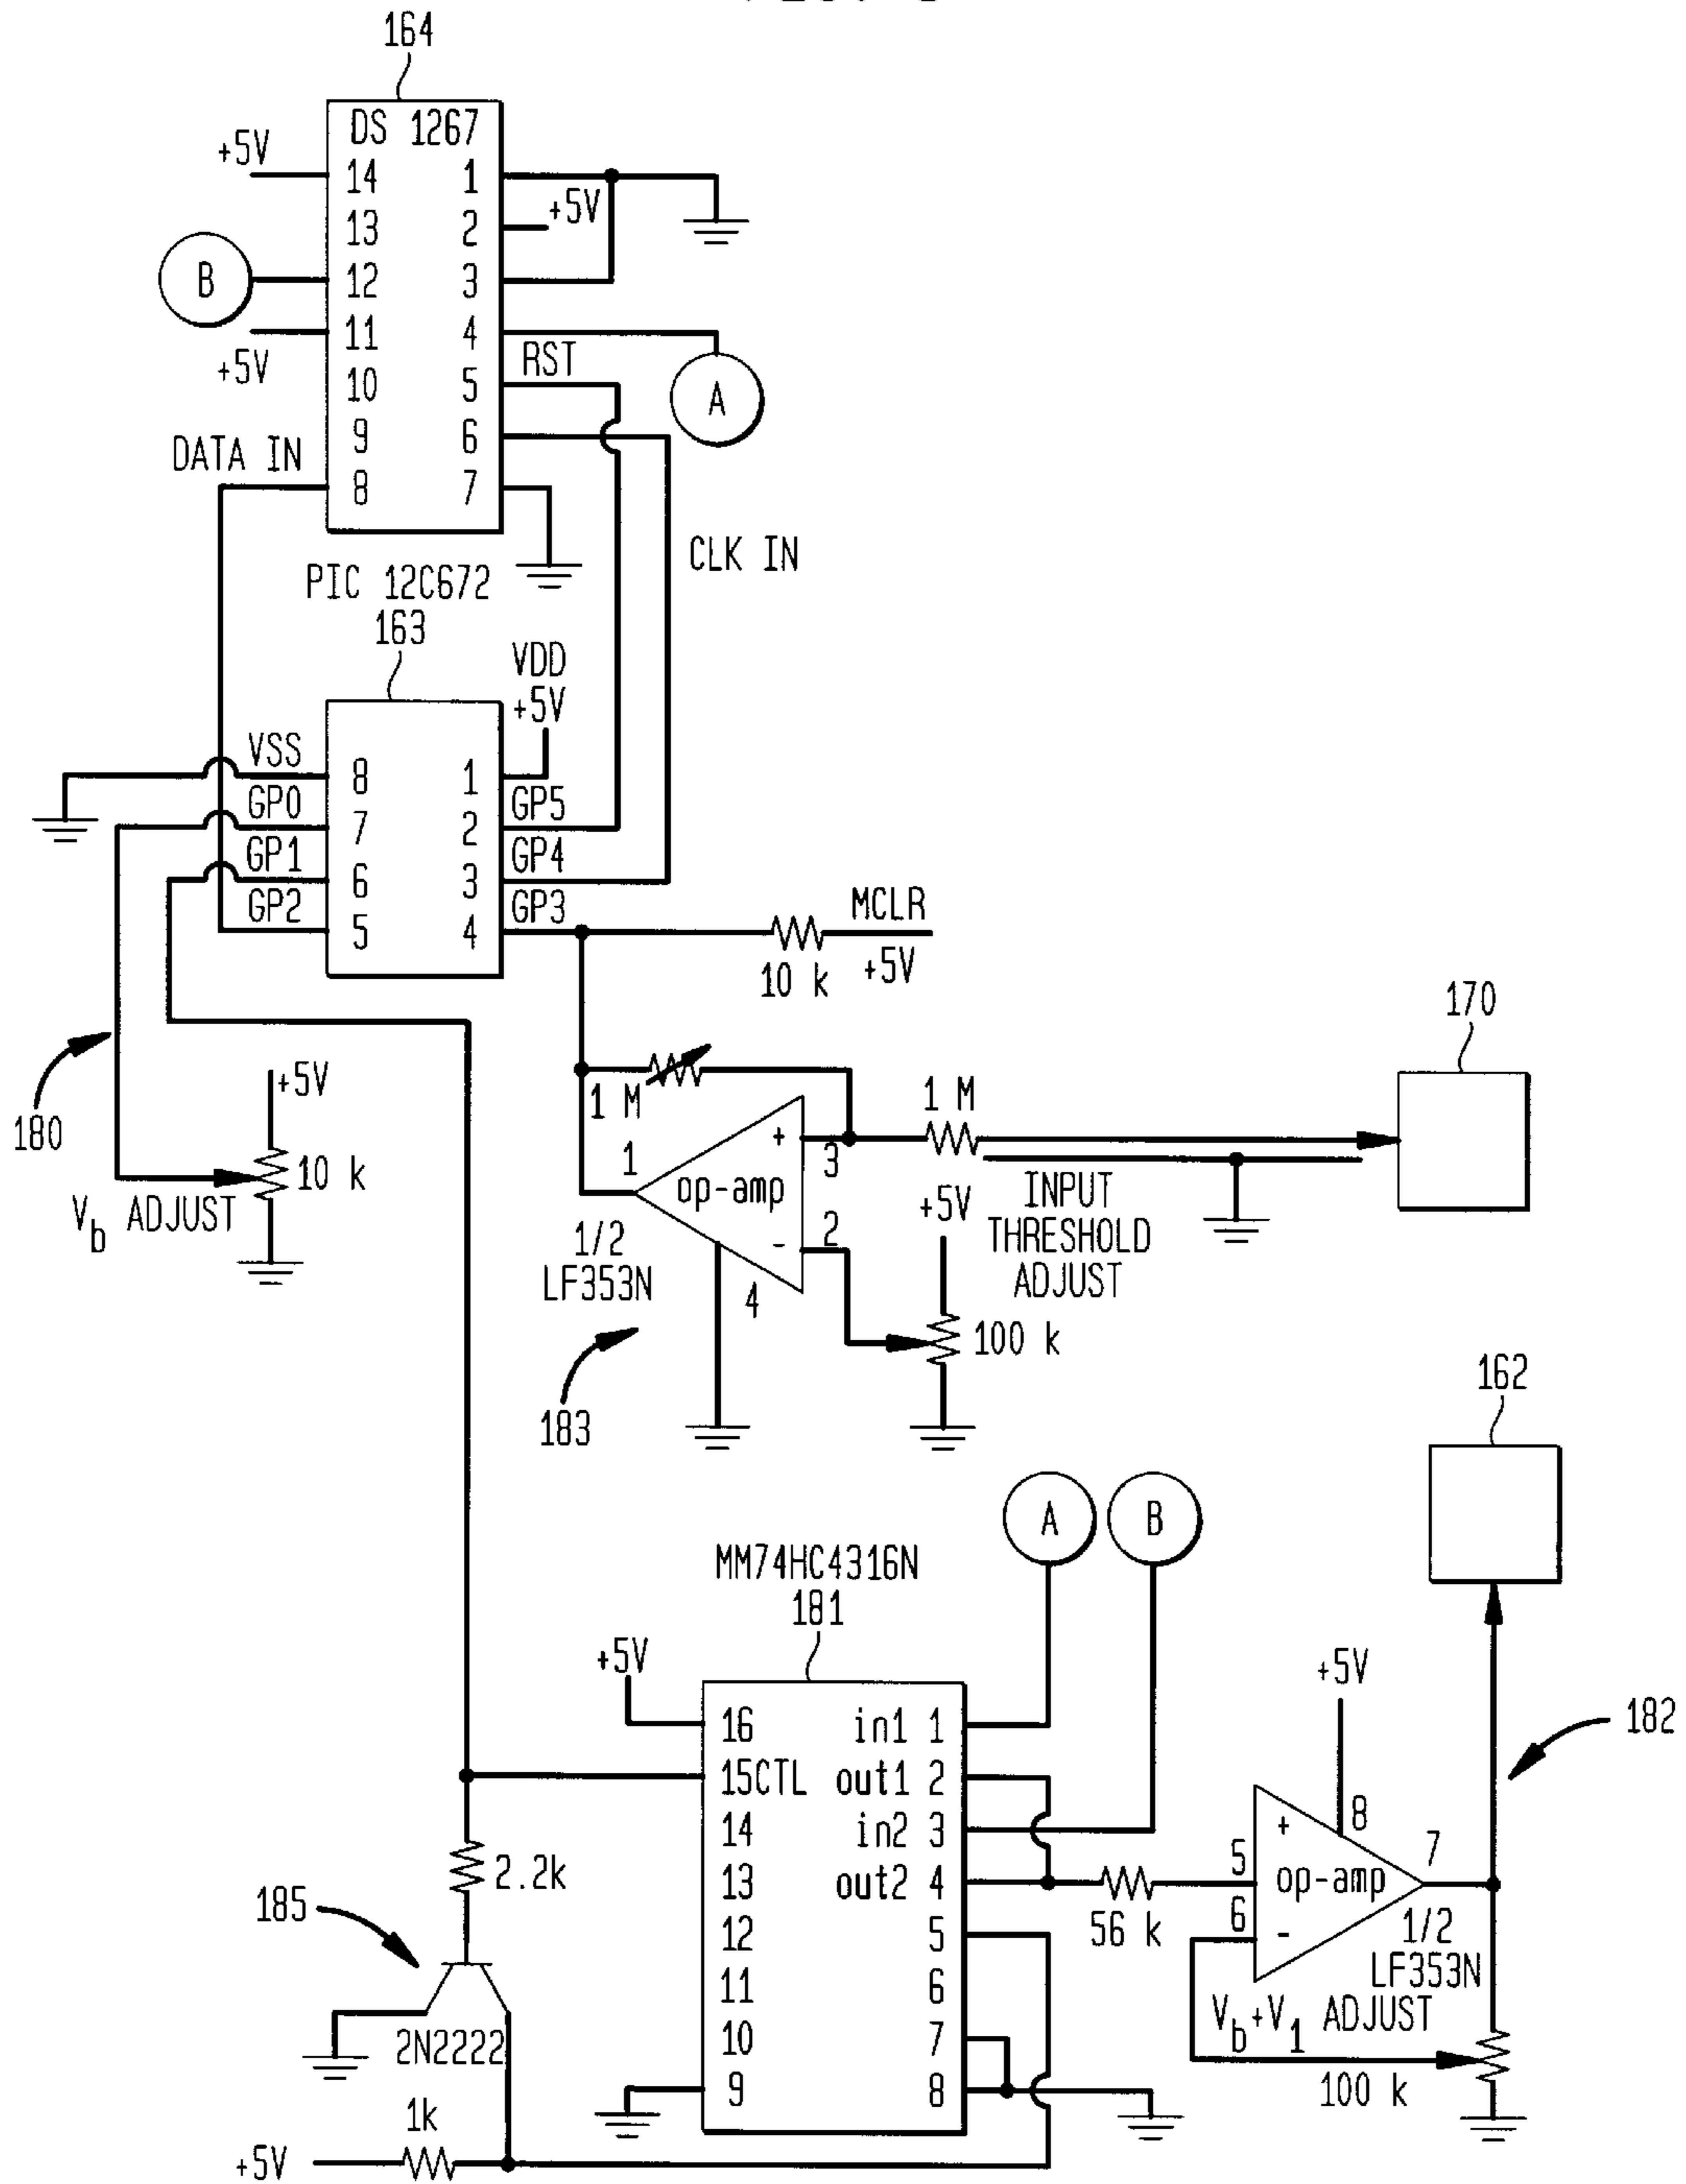 164
DS 1267
+5V
14 1
+5V
13 2
B
12 3
11 4
+5V
RST
A
10 5
9 6
DATA IN
8 7
CLK IN
PIC 12C672
163
VDD
+5V
VSS
8 1
GP0
GP5
7 2
GP1
GP4
6 3
GP2
GP3
5 4
MCLR
10 k
+5V
170
180
+5V
10 k
Vb ADJUST
1 M
1 M
+
3
1
op-amp
2
-
4
1/2
LF353N
183
+5V
INPUT
THRESHOLD
ADJUST
100 k
162
A
B
MM74HC4316N
181
+5V
16 in1 1
15CTL out1 2
14 in2 3
13 out2 4
12 5
11 6
10 7
9 8
+5V
182
+
8
5
op-amp
7
6
-
56 k
1/2
LF353N
Vb+V1 ADJUST
100 k
2.2k
185
2N2222
1k
+5V